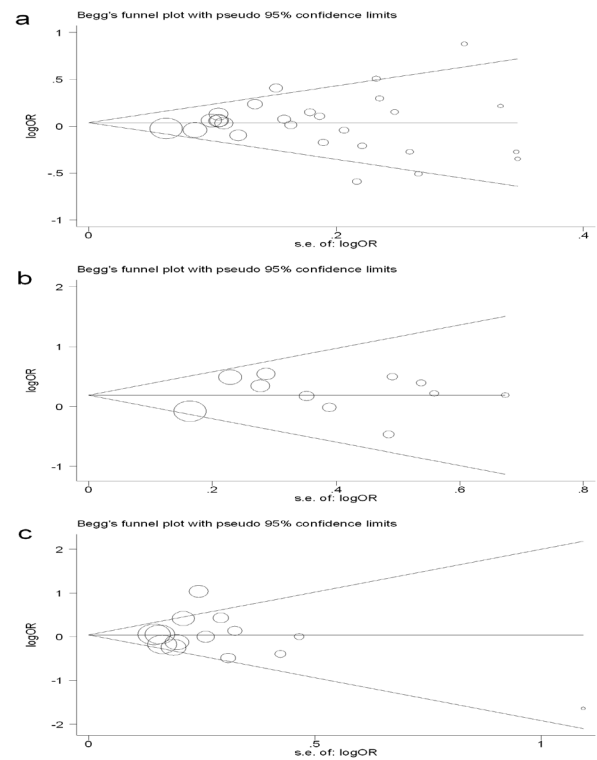 a
Begg's funnel plot with pseudo 95% confidence limits
logOR
1
.5
0
-.5
-1
0
.2
.4
s.e. of: logOR
b
Begg's funnel plot with pseudo 95% confidence limits
logOR
2
1
0
-1
0
.2
.4
.6
.8
s.e. of: logOR
c
Begg's funnel plot with pseudo 95% confidence limits
logOR
2
1
0
-1
-2
0
.5
1
s.e. of: logOR